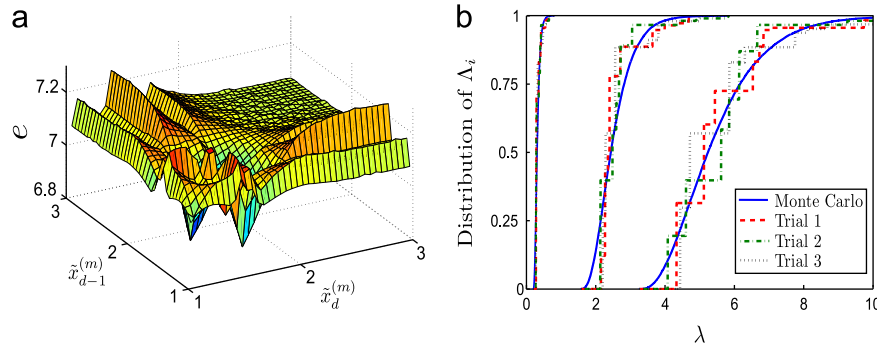 a
7.2
7
6.8
e
3
2
1
x̃_{d-1}^{(m)}
1
2
3
x̃_d^{(m)}
b
Distribution of Λ_i
1
0.75
0.5
0.25
0
0
2
4
6
8
10
λ
Monte Carlo
Trial 1
Trial 2
Trial 3